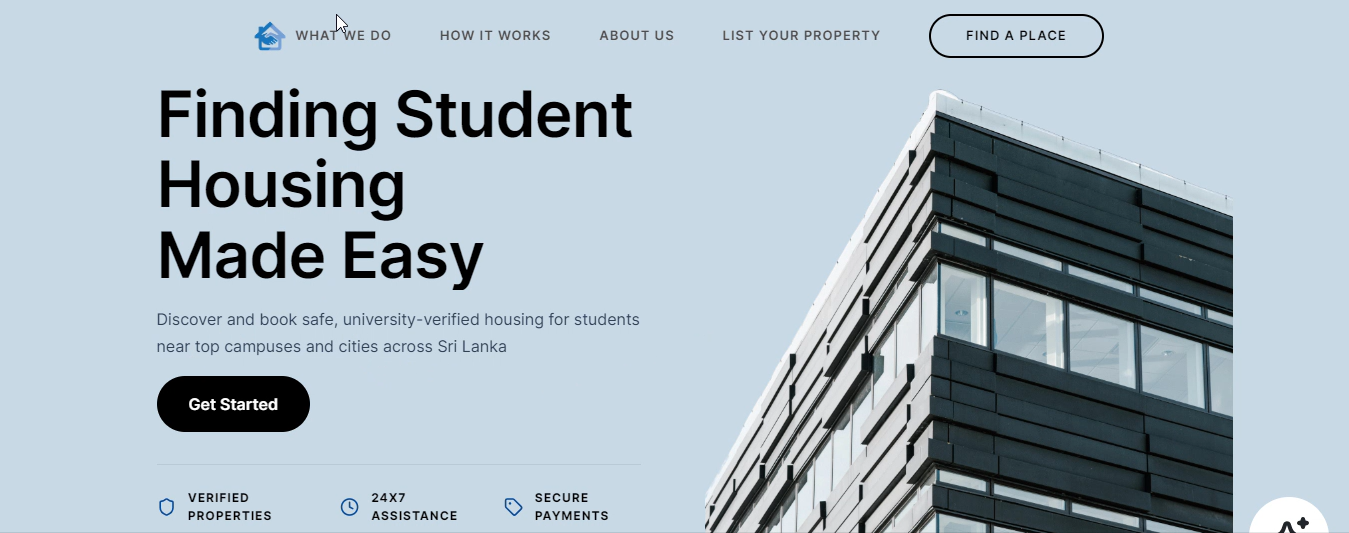 WHAT WE DO
HOW IT WORKS
ABOUT US
LIST YOUR PROPERTY
FIND A PLACE
Finding Student
Housing
Made Easy
Discover and book safe, university-verified housing for students
near top campuses and cities across Sri Lanka
Get Started
VERIFIED
PROPERTIES
24X7
ASSISTANCE
SECURE
PAYMENTS